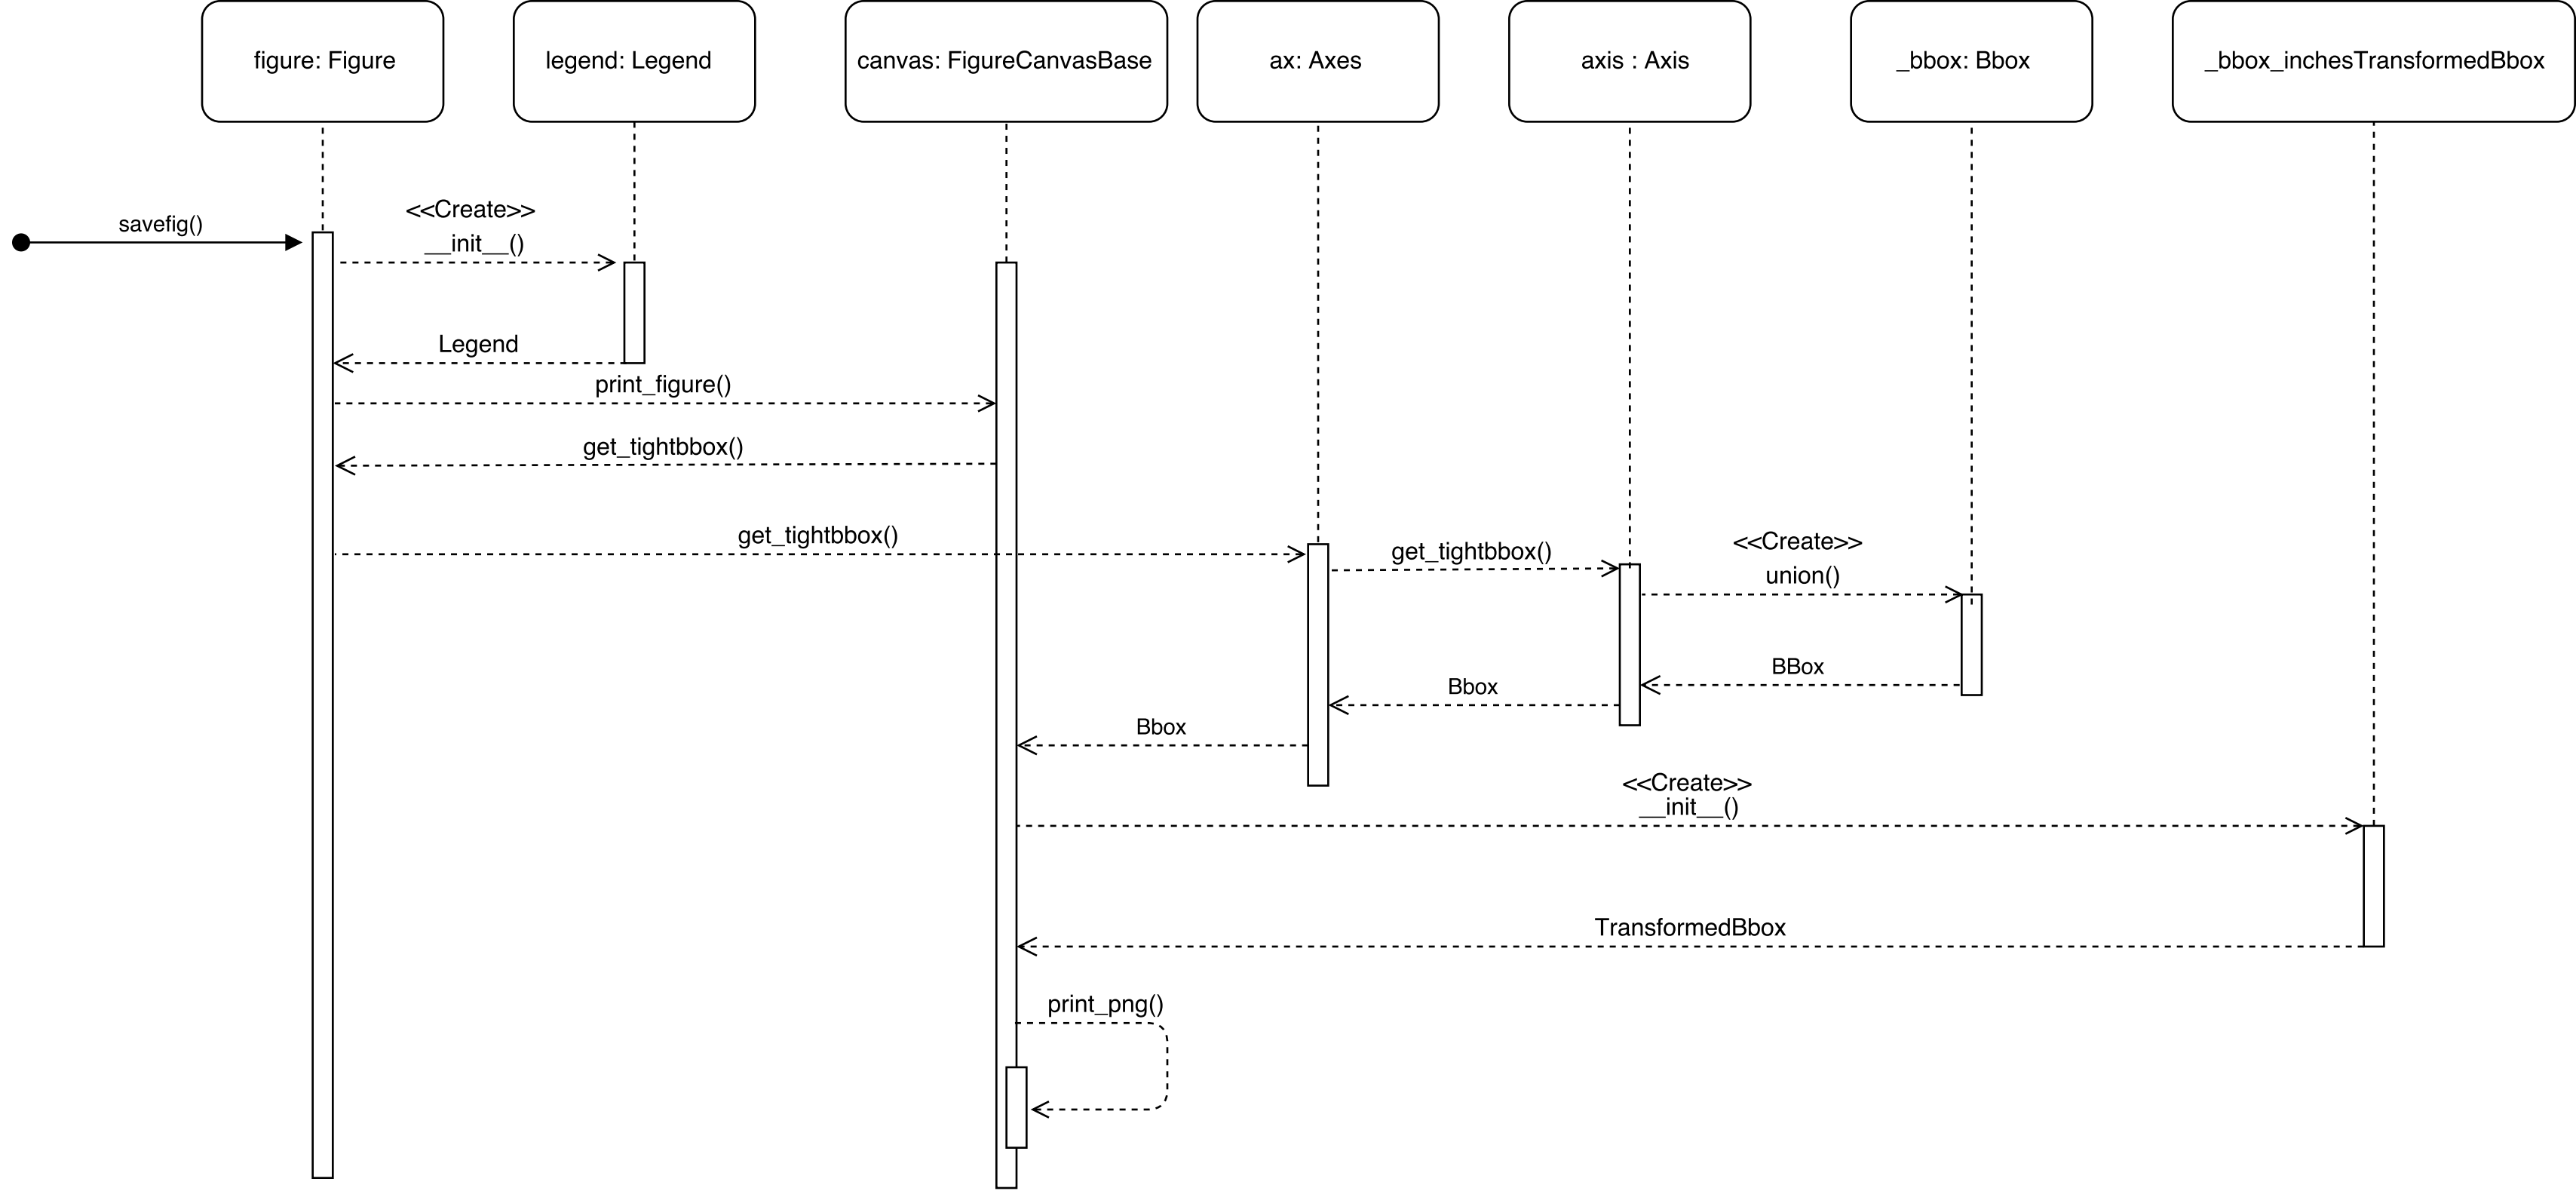 figure: Figure
legend: Legend
canvas: FigureCanvasBase
ax: Axes
axis : Axis
_bbox: Bbox
_bbox_inchesTransformedBbox
savefig()
<<Create>>
__init__()
Legend
print_figure()
get_tightbbox()
get_tightbbox()
get_tightbbox()
<<Create>>
union()
BBox
Bbox
Bbox
<<Create>>
__init__()
TransformedBbox
print_png()